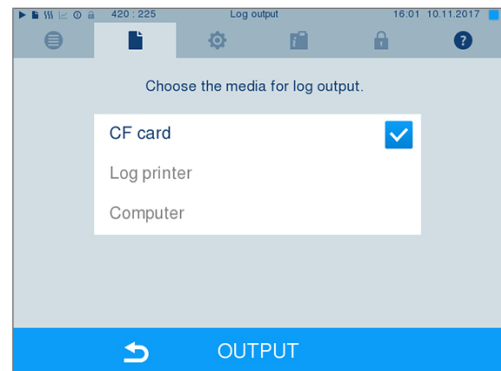 420 : 225 Log output 16:01 10.11.2017
Choose the media for log output.
CF card
Log printer
Computer
OUTPUT